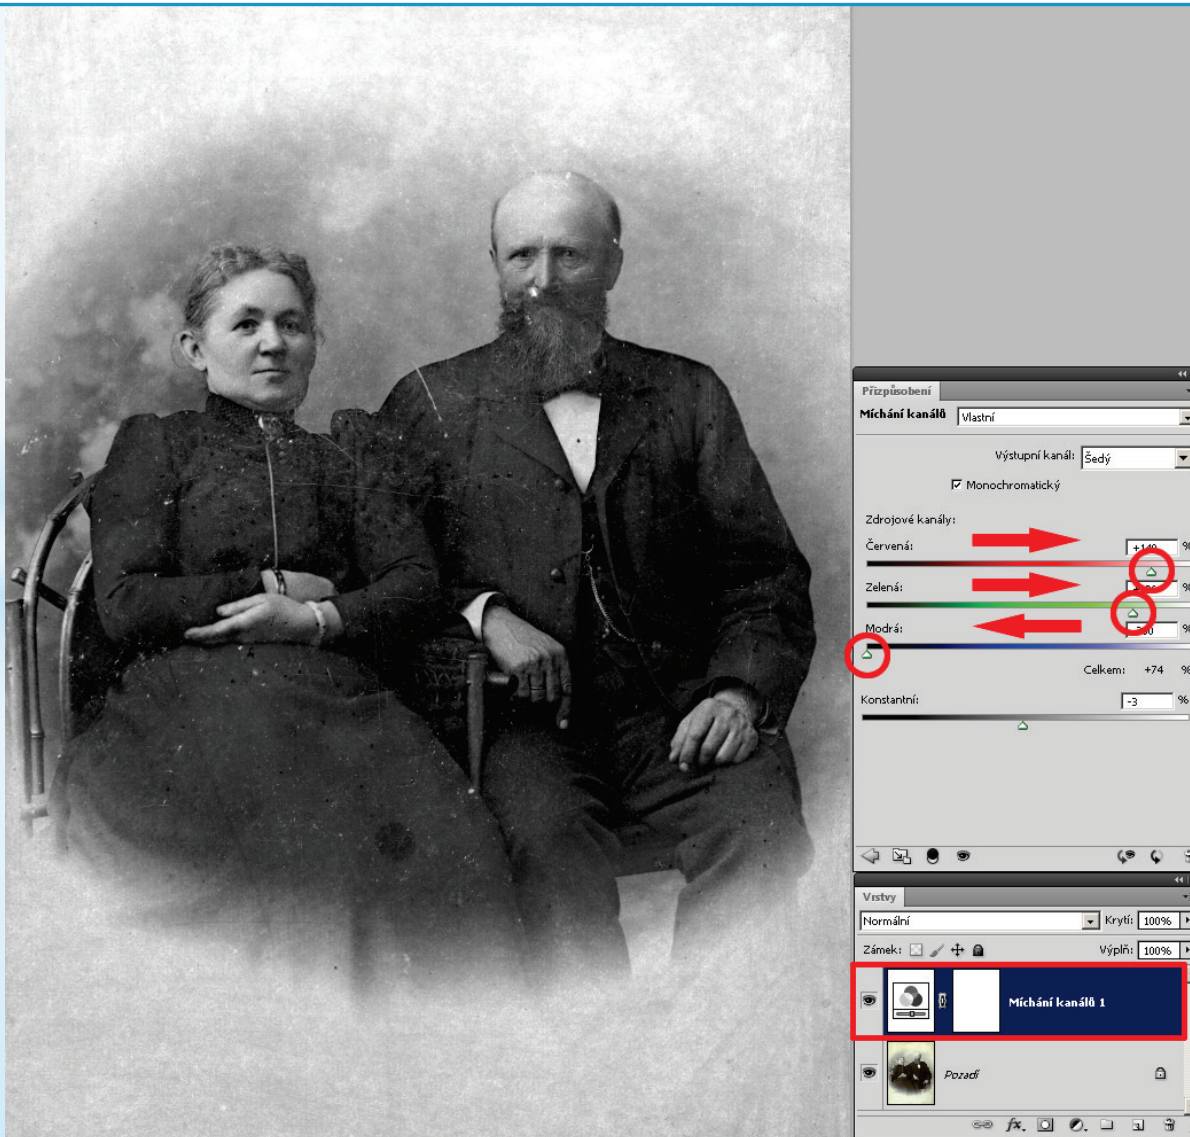 Přizpůsobení
Míchání kanálů Vlastní
Výstupní kanál: Šedý
Monochromatický
Zdrojové kanály:
Červená: %
Zelená: %
Modrá: %
Celkem: +74 %
Konstantní: -3 %
Vrstvy
Normální Krytí: 100%
Zámek: Výplň: 100%
Míchání kanálů 1
Pozadí
fx.